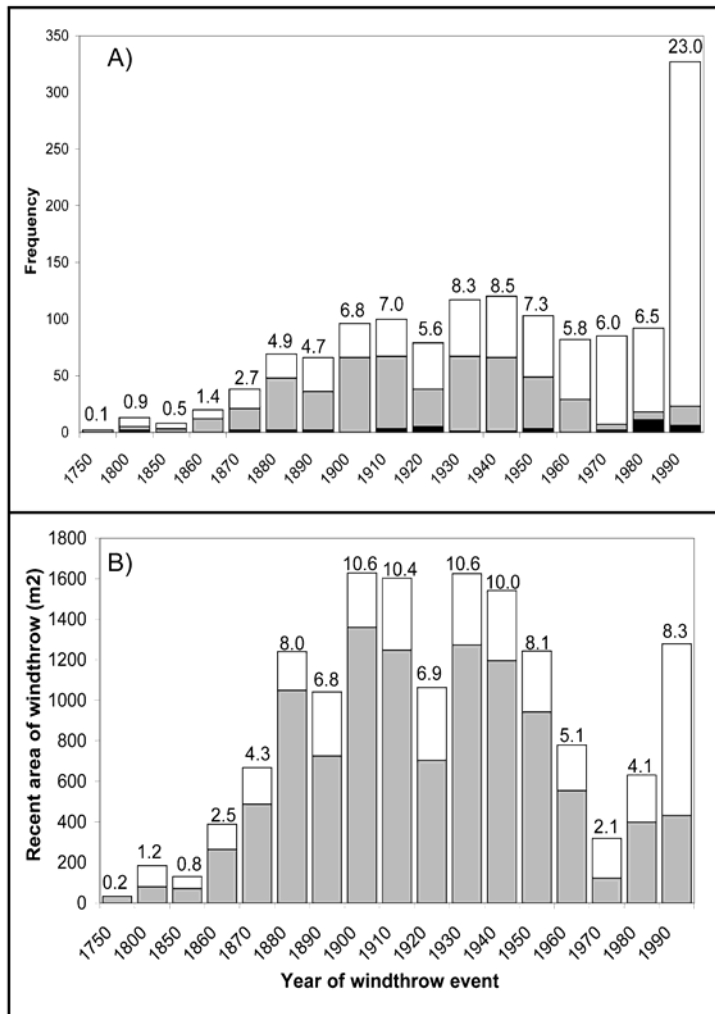 A)
Frequency
350
300
250
200
150
100
50
0
0.1 0.9 0.5 1.4 2.7 4.9 4.7 6.8 7.0 5.6 8.3 8.5 7.3 5.8 6.0 6.5 23.0
1750 1800 1850 1860 1870 1880 1890 1900 1910 1920 1930 1940 1950 1960 1970 1980 1990
B)
Recent area of windthrow (m2)
1800
1600
1400
1200
1000
800
600
400
200
0
0.2 1.2 0.8 2.5 4.3 8.0 6.8 10.6 10.4 6.9 10.6 10.0 8.1 5.1 2.1 4.1 8.3
1750 1800 1850 1860 1870 1880 1890 1900 1910 1920 1930 1940 1950 1960 1970 1980 1990
Year of windthrow event